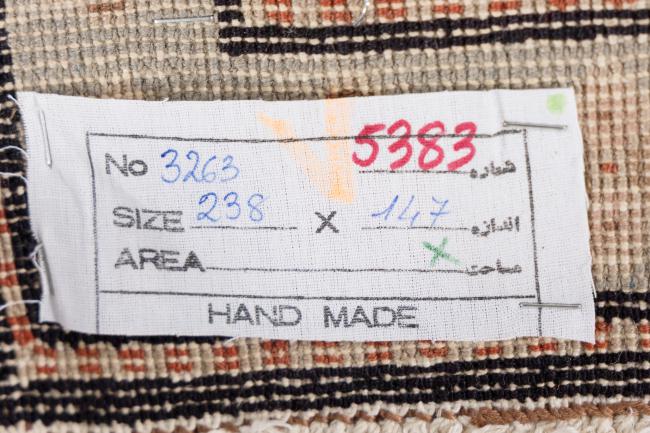 No 3263 5383 شماره
SIZE 238 X 147 اندازه
AREA x مساحت
HAND MADE